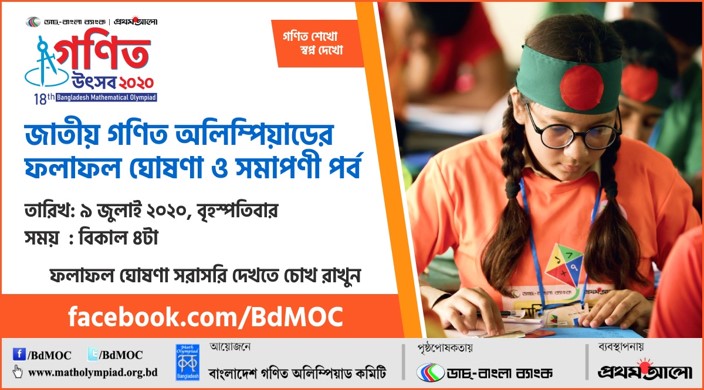 ডাচ্-বাংলা ব্যাংক প্রথম আলো
গণিত
উৎসব ২০২০
18th Bangladesh Mathematical Olympiad
গণিত শেখো
স্বপ্ন দেখো
জাতীয় গণিত অলিম্পিয়াডের
ফলাফল ঘোষণা ও সমাপণী পর্ব
তারিখ: ৯ জুলাই ২০২০, বৃহস্পতিবার
সময় : বিকাল ৪টা
ফলাফল ঘোষণা সরাসরি দেখতে চোখ রাখুন
facebook.com/BdMOC
/BdMOC /BdMOC
www.matholympiad.org.bd
আয়োজনে
বাংলাদেশ গণিত অলিম্পিয়াড কমিটি
পৃষ্ঠপোষকতায়
ডাচ্-বাংলা ব্যাংক
ব্যবস্থাপনায়
প্রথম আলো